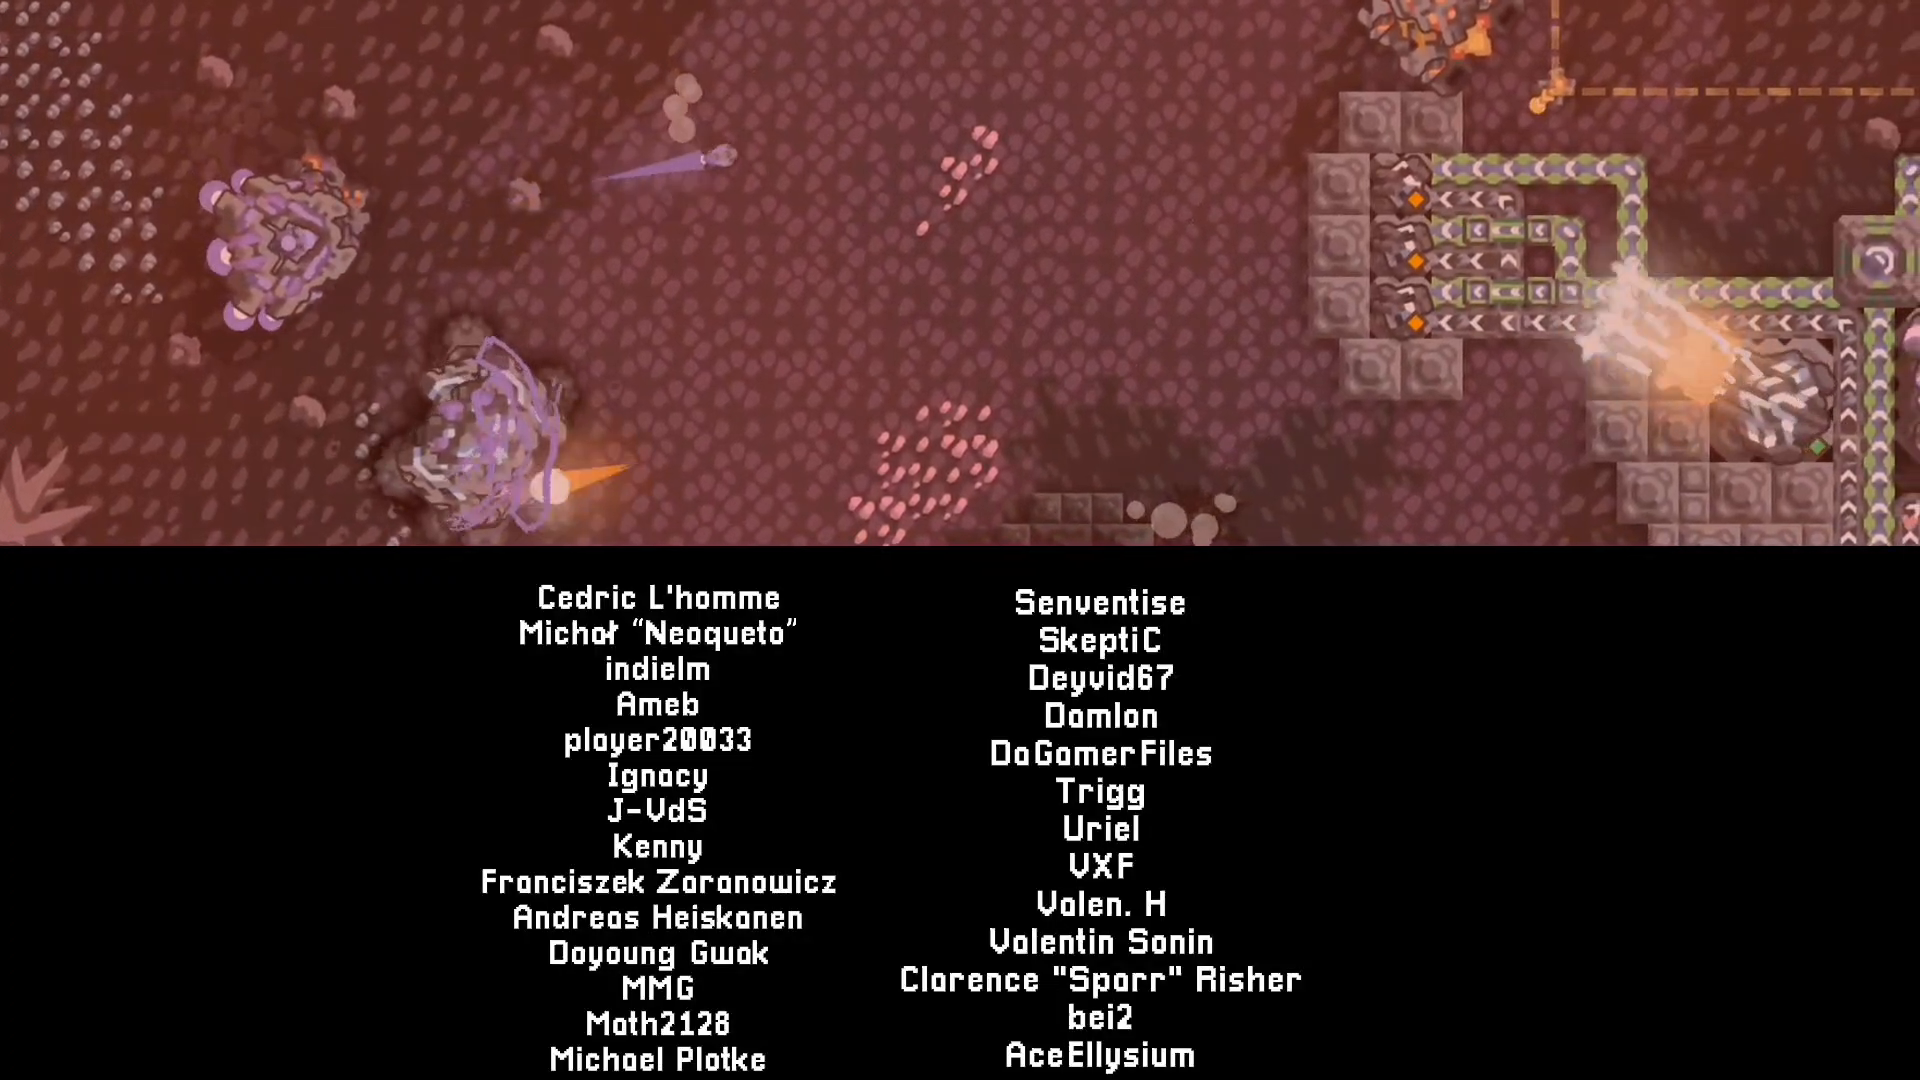 Cedric L'homme
Michał “Neoqueto”
indielm
Ameb
player20033
Ignacy
J-VdS
Kenny
Franciszek Zaranowicz
Andreas Heiskanen
Doyoung Gwak
MMG
Math2128
Michael Plotke
Senventise
SkeptiC
Deyvid67
Damlon
DaGamerFiles
Trigg
Uriel
VXF
Valen. H
Valentin Sonin
Clarence "Sparr" Risher
bei2
AceEllysium